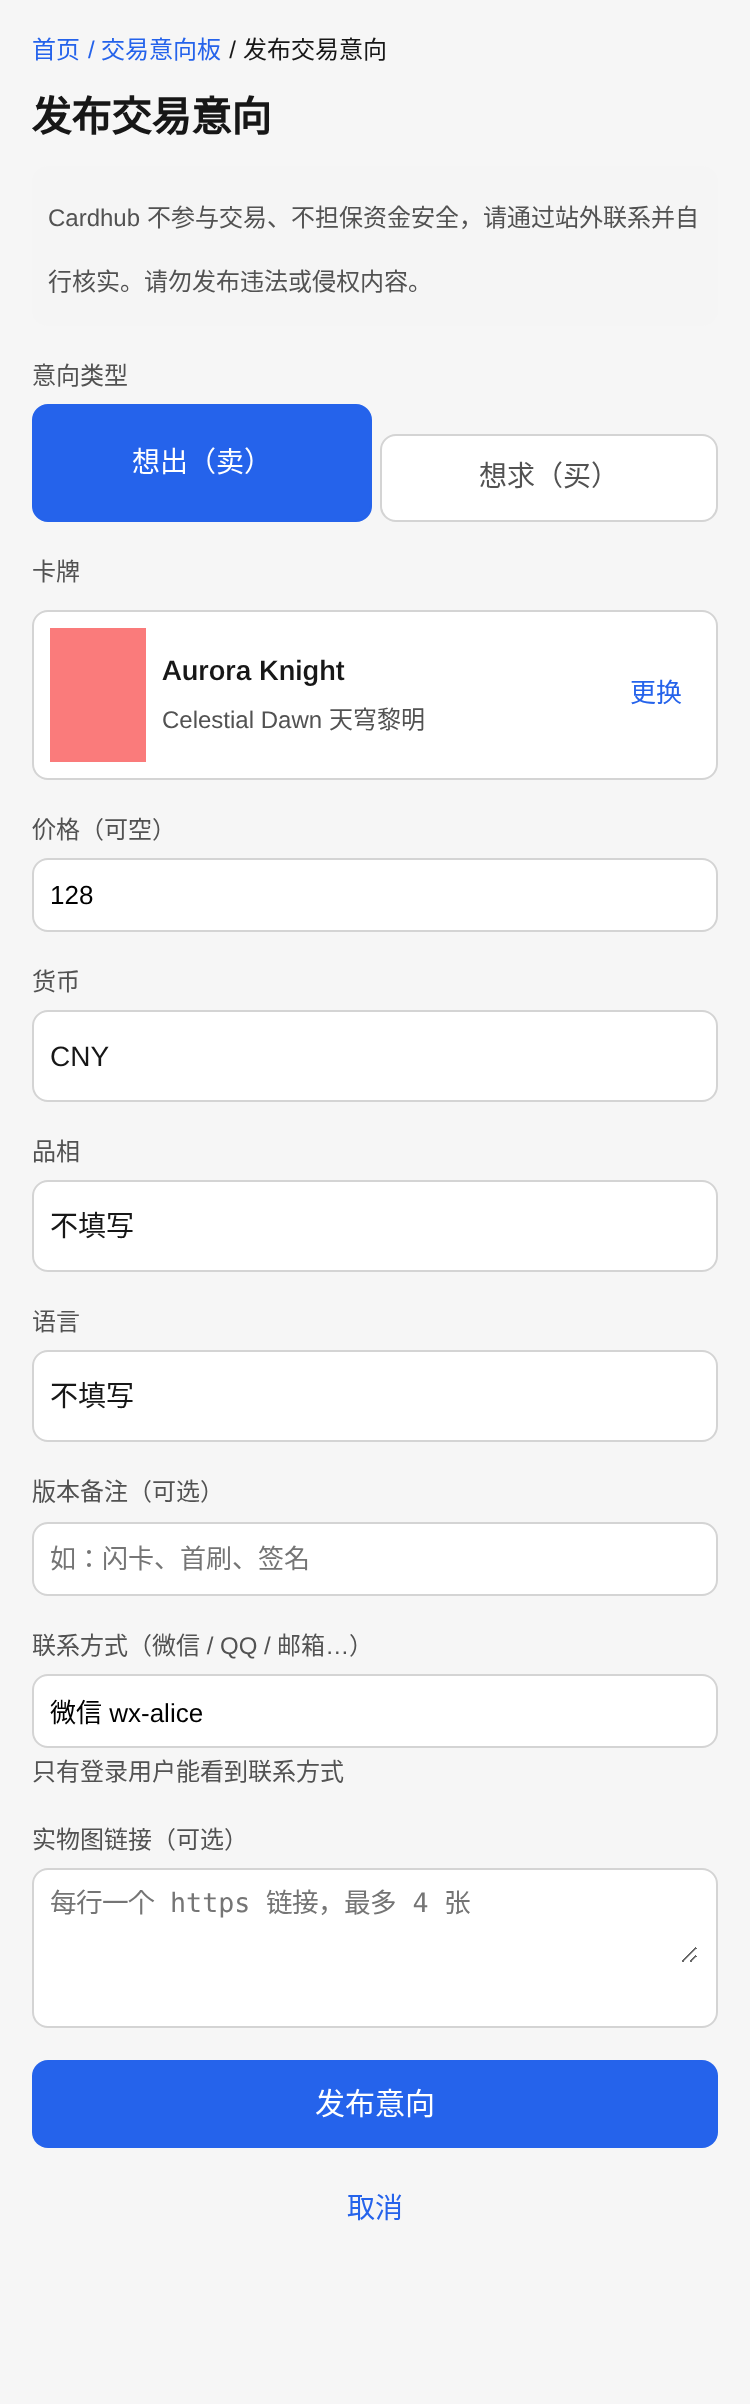 首页 / 交易意向板 / 发布交易意向
发布交易意向
Cardhub 不参与交易、不担保资金安全，请通过站外联系并自
行核实。请勿发布违法或侵权内容。
意向类型
想出（卖）
想求（买）
卡牌
Aurora Knight
Celestial Dawn 天穹黎明
更换
价格（可空）
128
货币
CNY
品相
不填写
语言
不填写
版本备注（可选）
如：闪卡、首刷、签名
联系方式（微信 / QQ / 邮箱…）
微信 wx-alice
只有登录用户能看到联系方式
实物图链接（可选）
每行一个 https 链接，最多 4 张
发布意向
取消